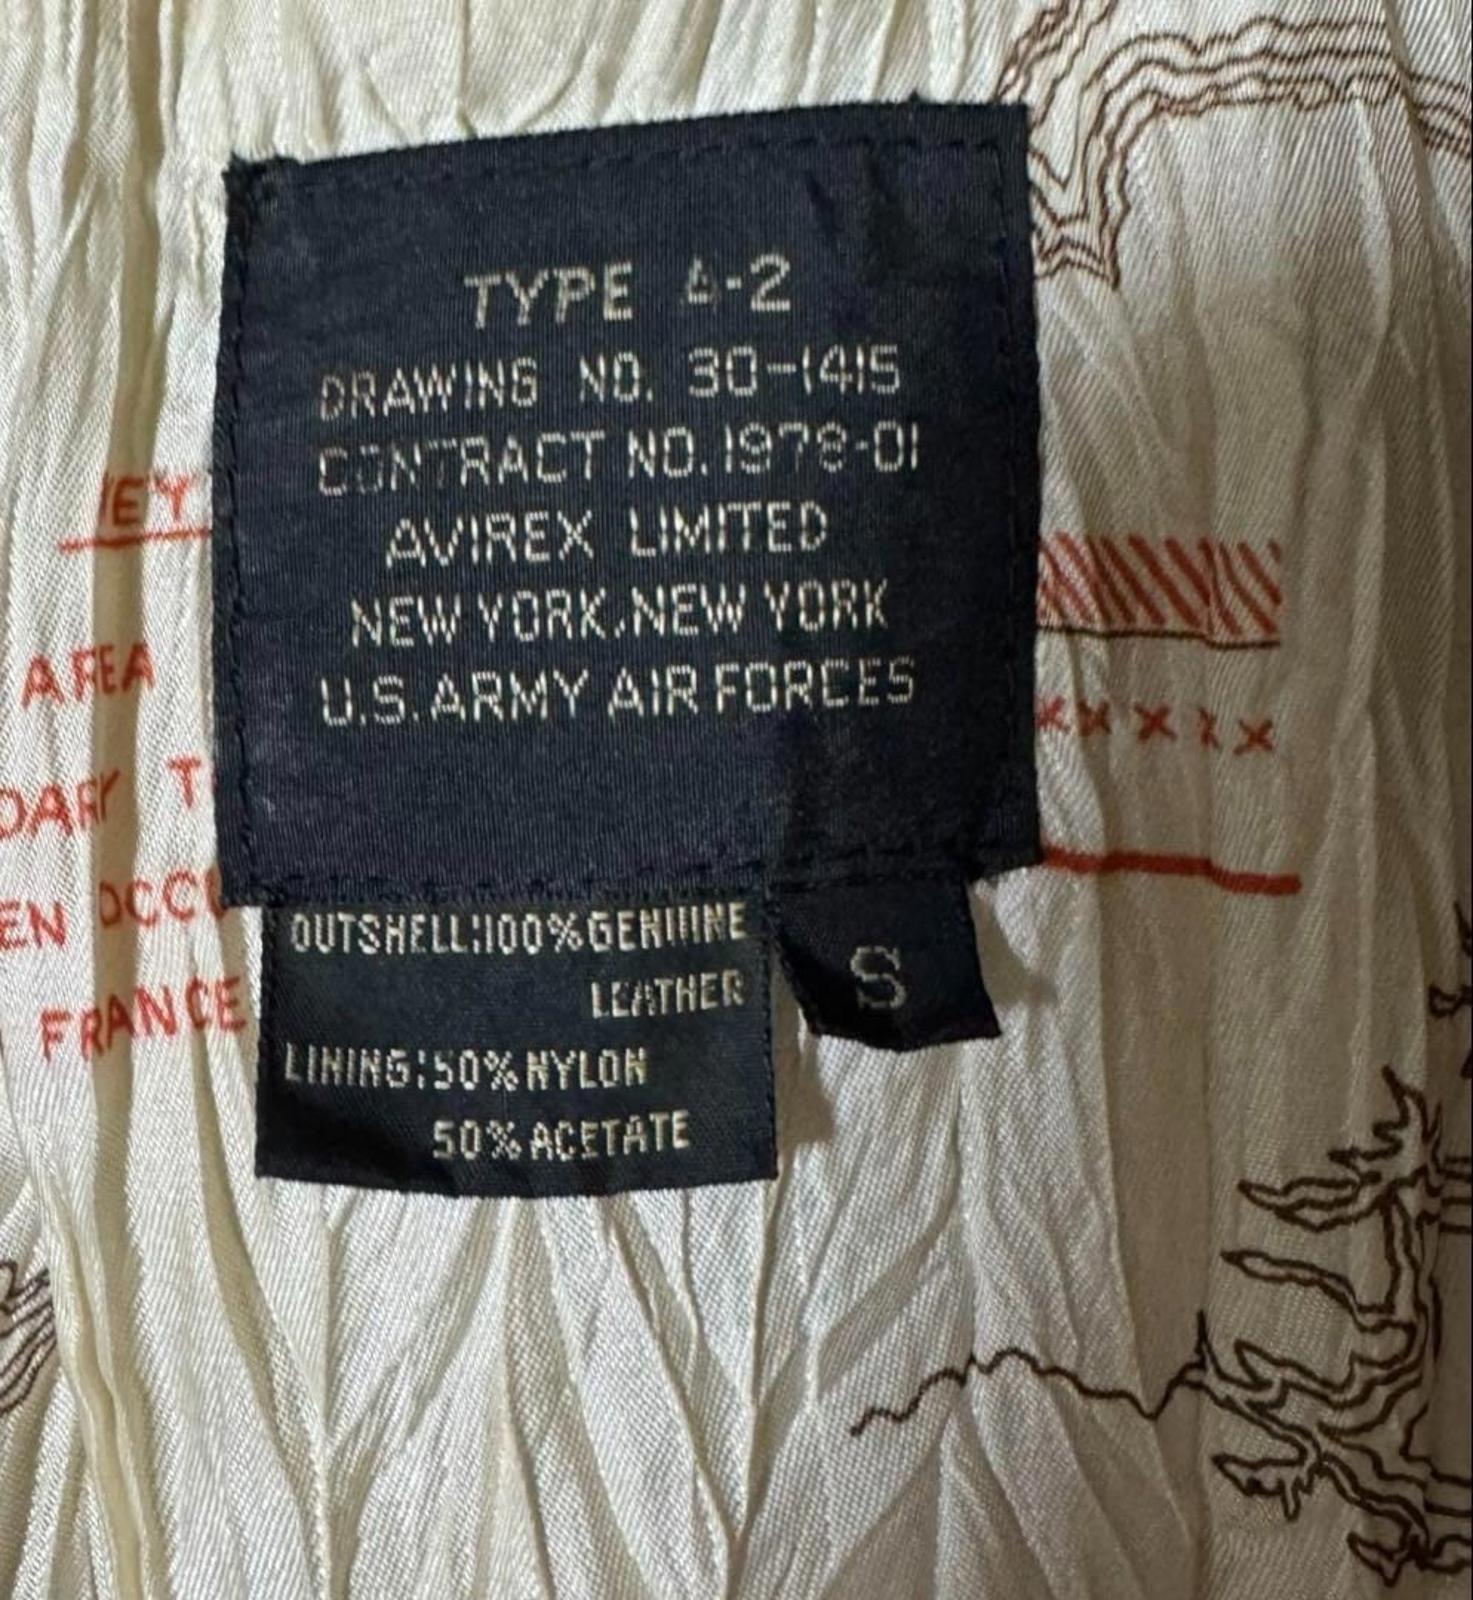 TYPE A-2
DRAWING NO. 30-1415
CONTRACT NO. 1978-01
AVIREX LIMITED
NEW YORK, NEW YORK
U.S. ARMY AIR FORCES
OUTSHELL:100% GENUINE
LEATHER
S
LINING:50% NYLON
50% ACETATE
AREA
FRANCE